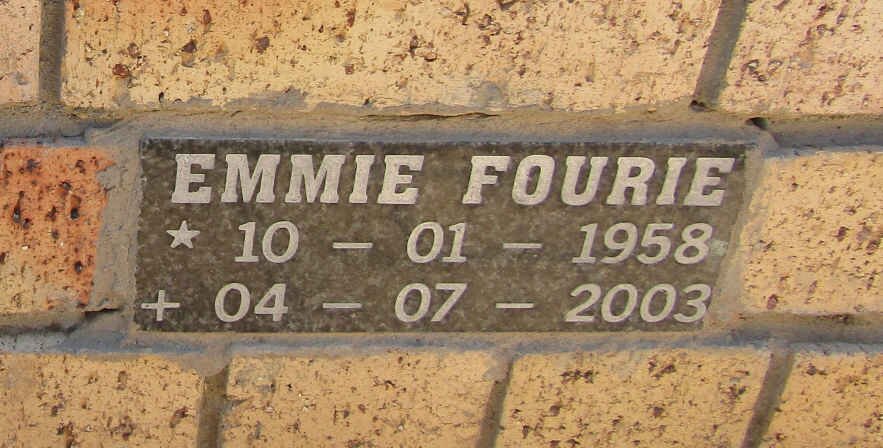 EMMIE FOURIE
★ 10 – 01 – 1958
+ 04 – 07 – 2003